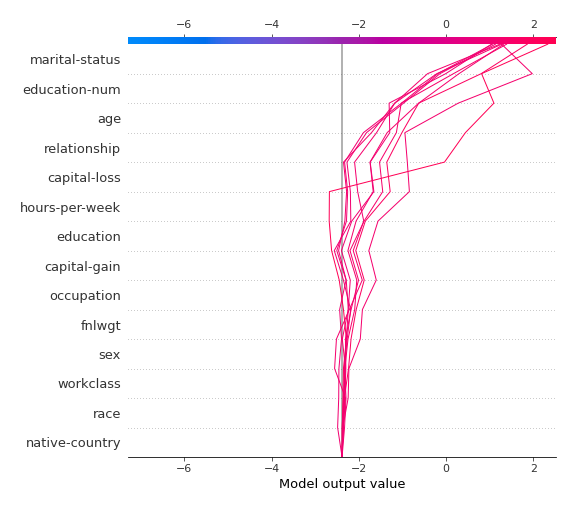 −6 −4 −2 0 2
marital-status
education-num
age
relationship
capital-loss
hours-per-week
education
capital-gain
occupation
fnlwgt
sex
workclass
race
native-country
−6 −4 −2 0 2
Model output value